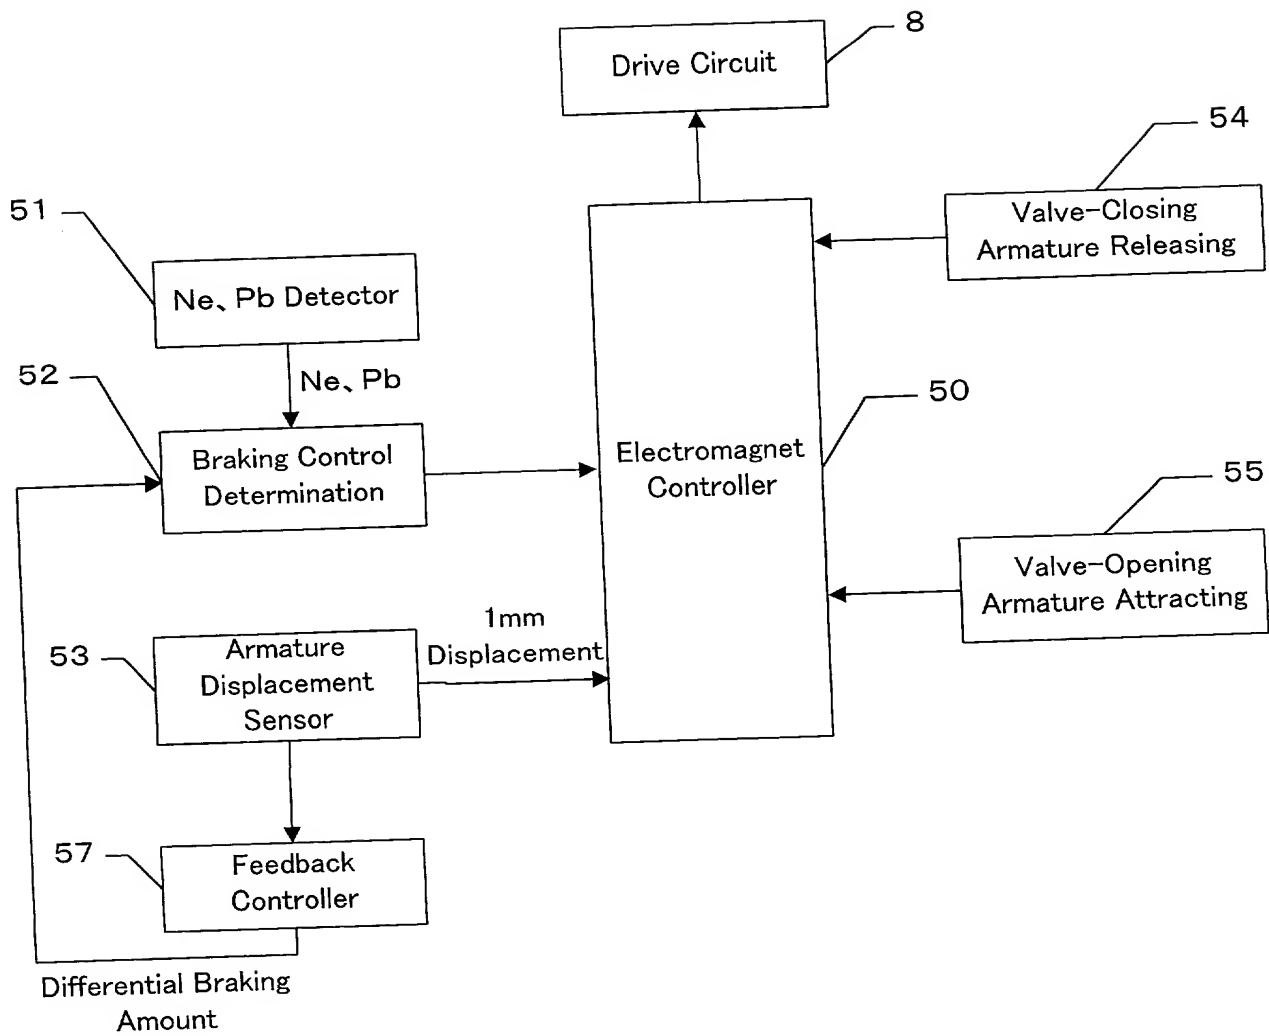 8
Drive Circuit
54
Valve-Closing
Armature Releasing
51
Ne、Pb Detector
52
Ne、Pb
50
Braking Control
Determination
Electromagnet
Controller
55
Valve-Opening
Armature Attracting
1mm
Displacement
53
Armature
Displacement
Sensor
57
Feedback
Controller
Differential Braking
Amount